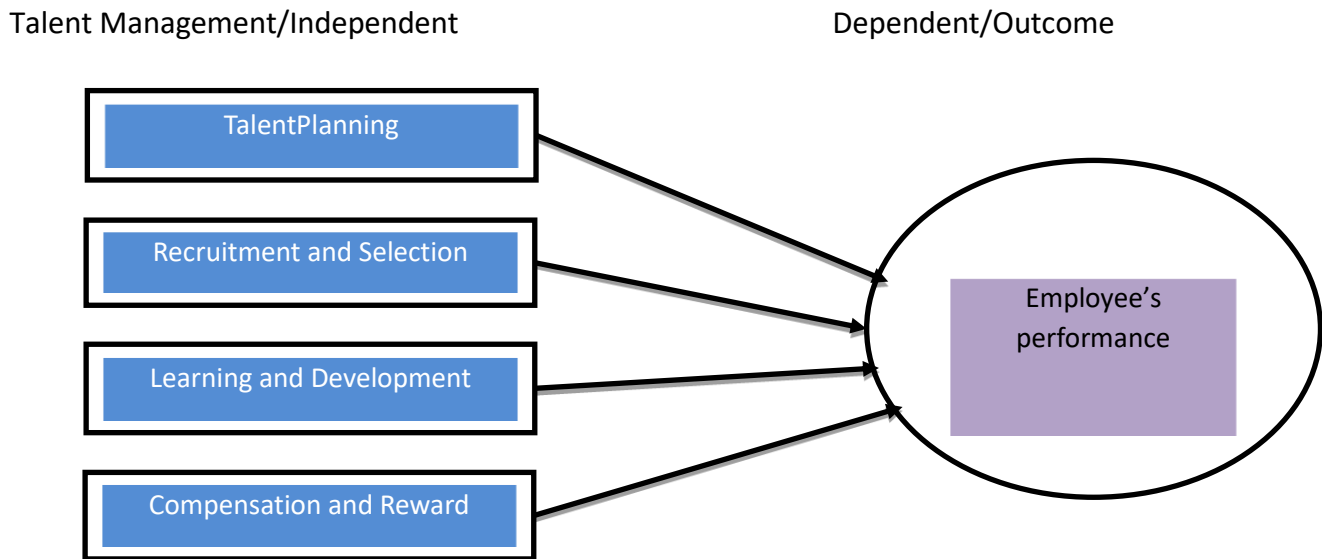 Talent Management/Independent
Dependent/Outcome
TalentPlanning
Recruitment and Selection
Learning and Development
Compensation and Reward
Employee’s
performance